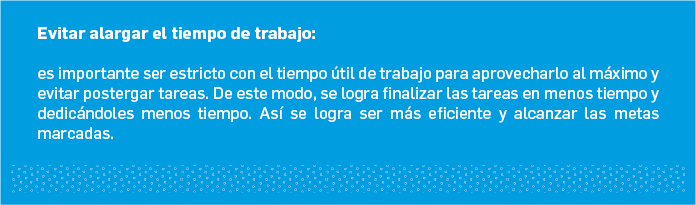 Evitar alargar el tiempo de trabajo:
es importante ser estricto con el tiempo útil de trabajo para aprovecharlo al máximo y
evitar postergar tareas. De este modo, se logra finalizar las tareas en menos tiempo y
dedicándoles menos tiempo. Así se logra ser más eficiente y alcanzar las metas
marcadas.